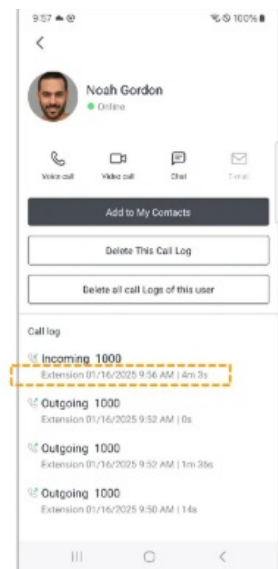 9:57
100%
Noah Gordon
Online
Voice call Video call Chat Email
Add to My Contacts
Delete This Call Log
Delete all call Logs of this user
Call log
Incoming 1000
Extension 01/16/2025 9:56 AM | 4m 3s
Outgoing 1000
Extension 01/16/2025 9:52 AM | 0s
Outgoing 1000
Extension 01/16/2025 9:52 AM | 1m 36s
Outgoing 1000
Extension 01/16/2025 9:50 AM | 14s